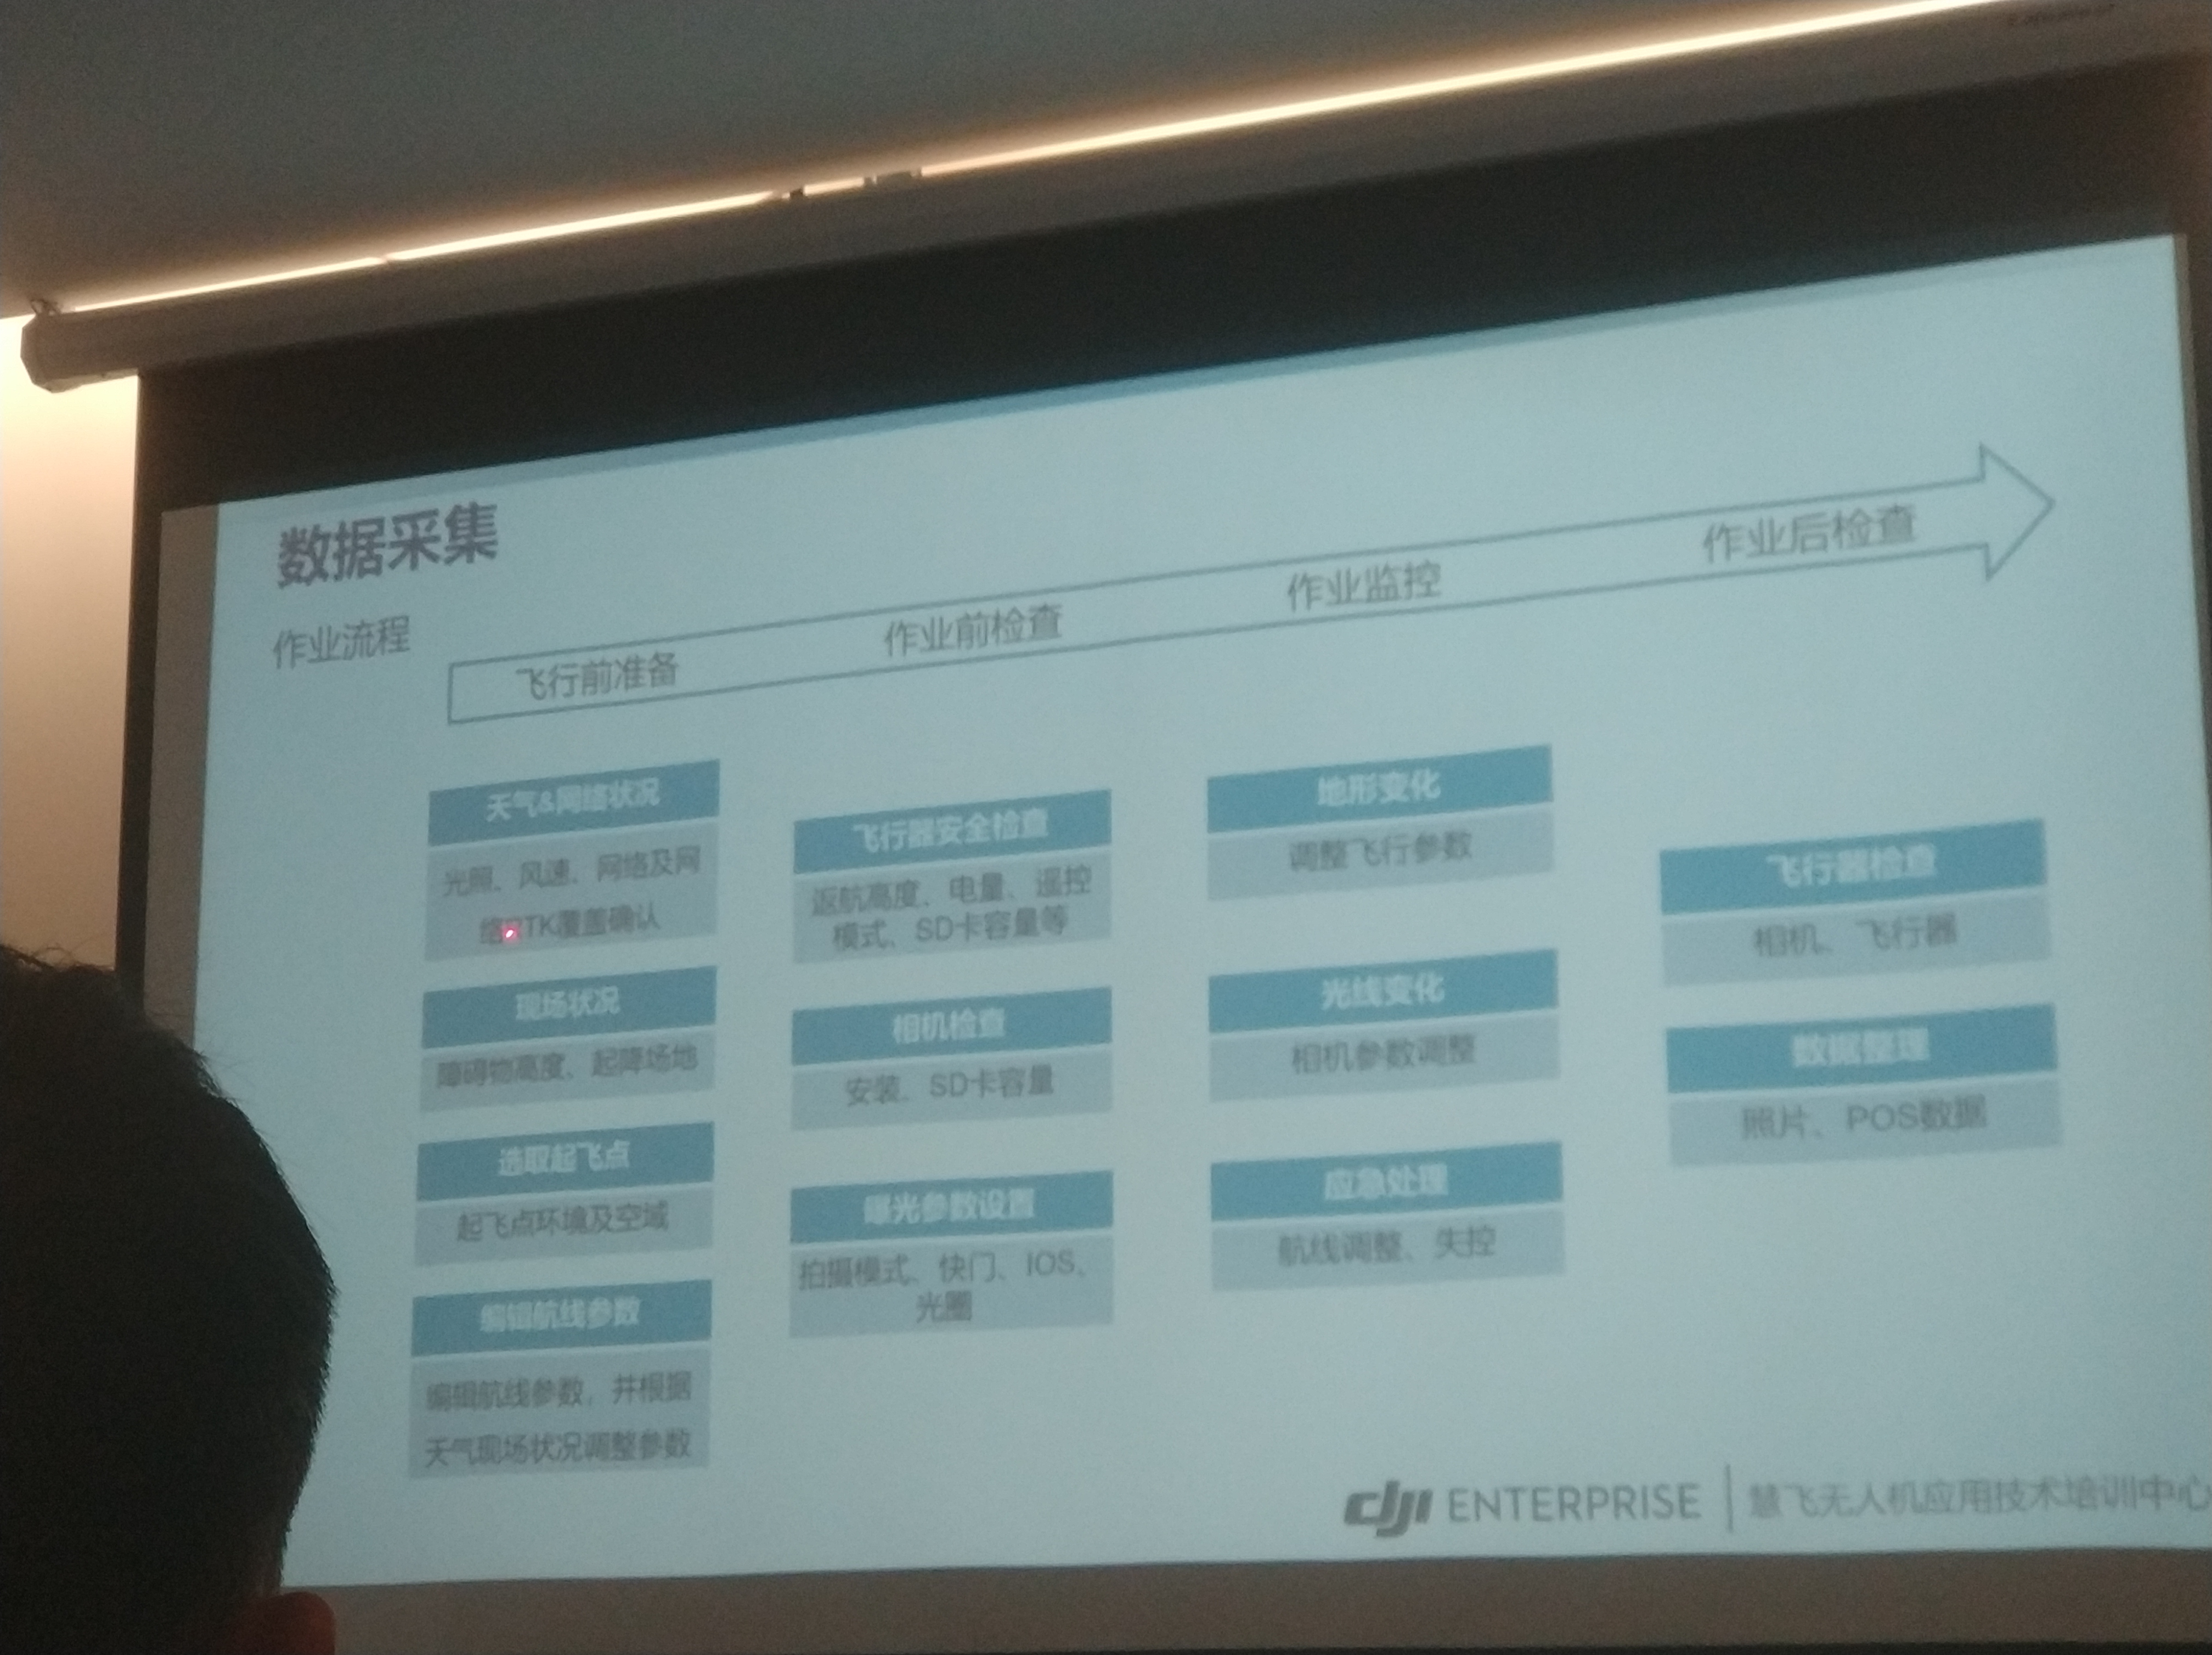 数据采集
作业流程
飞行前准备
作业前检查
作业监控
作业后检查
天气&网络状况
光照、风速、网络及网
络RTK覆盖确认
现场状况
障碍物高度、起降场地
选取起飞点
起飞点环境及空域
编辑航线参数
编辑航线参数，并根据
天气现场状况调整参数
飞行器安全检查
返航高度、电量、遥控
模式、SD卡容量等
相机检查
安装、SD卡容量
曝光参数设置
拍摄模式、快门、IOS、
光圈
地形变化
调整飞行参数
光线变化
相机参数调整
应急处理
航线调整、失控
飞行器检查
相机、飞行器
数据整理
照片、POS数据
dji ENTERPRISE | 慧飞无人机应用技术培训中心